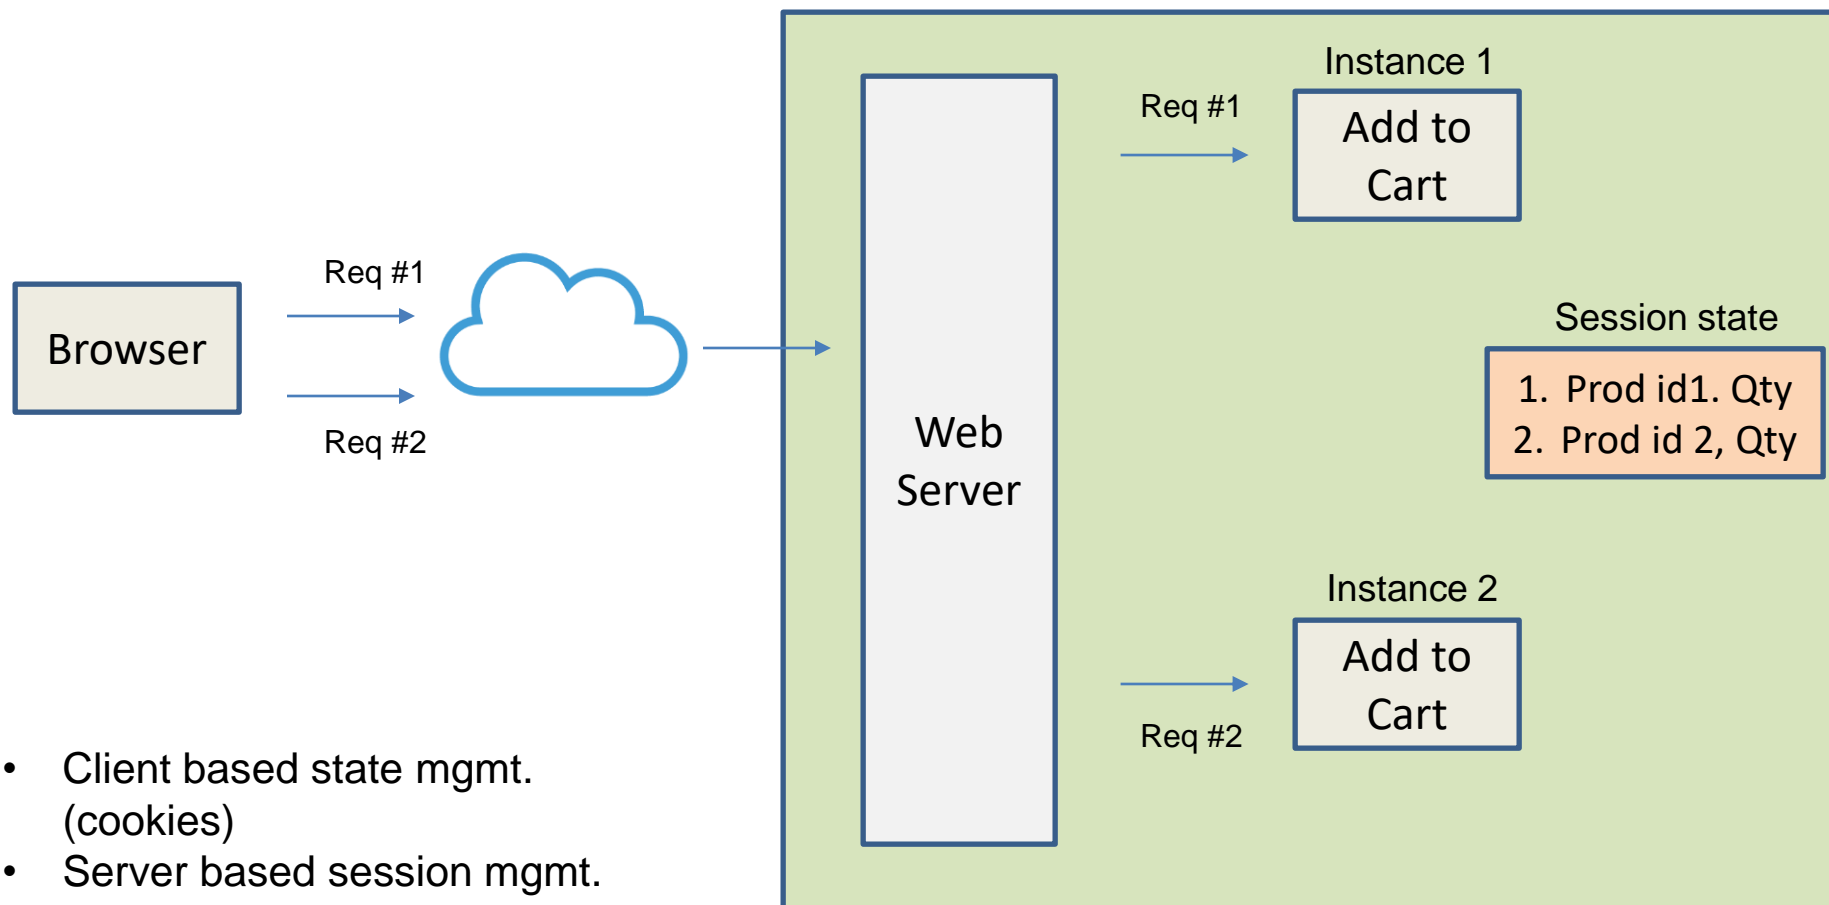 Instance 1
Req #1
Add to
Cart
Req #1
Browser
Req #2
Session state
1. Prod id1. Qty
2. Prod id 2, Qty
Web
Server
Instance 2
Add to
Cart
Req #2
• Client based state mgmt.
(cookies)
• Server based session mgmt.